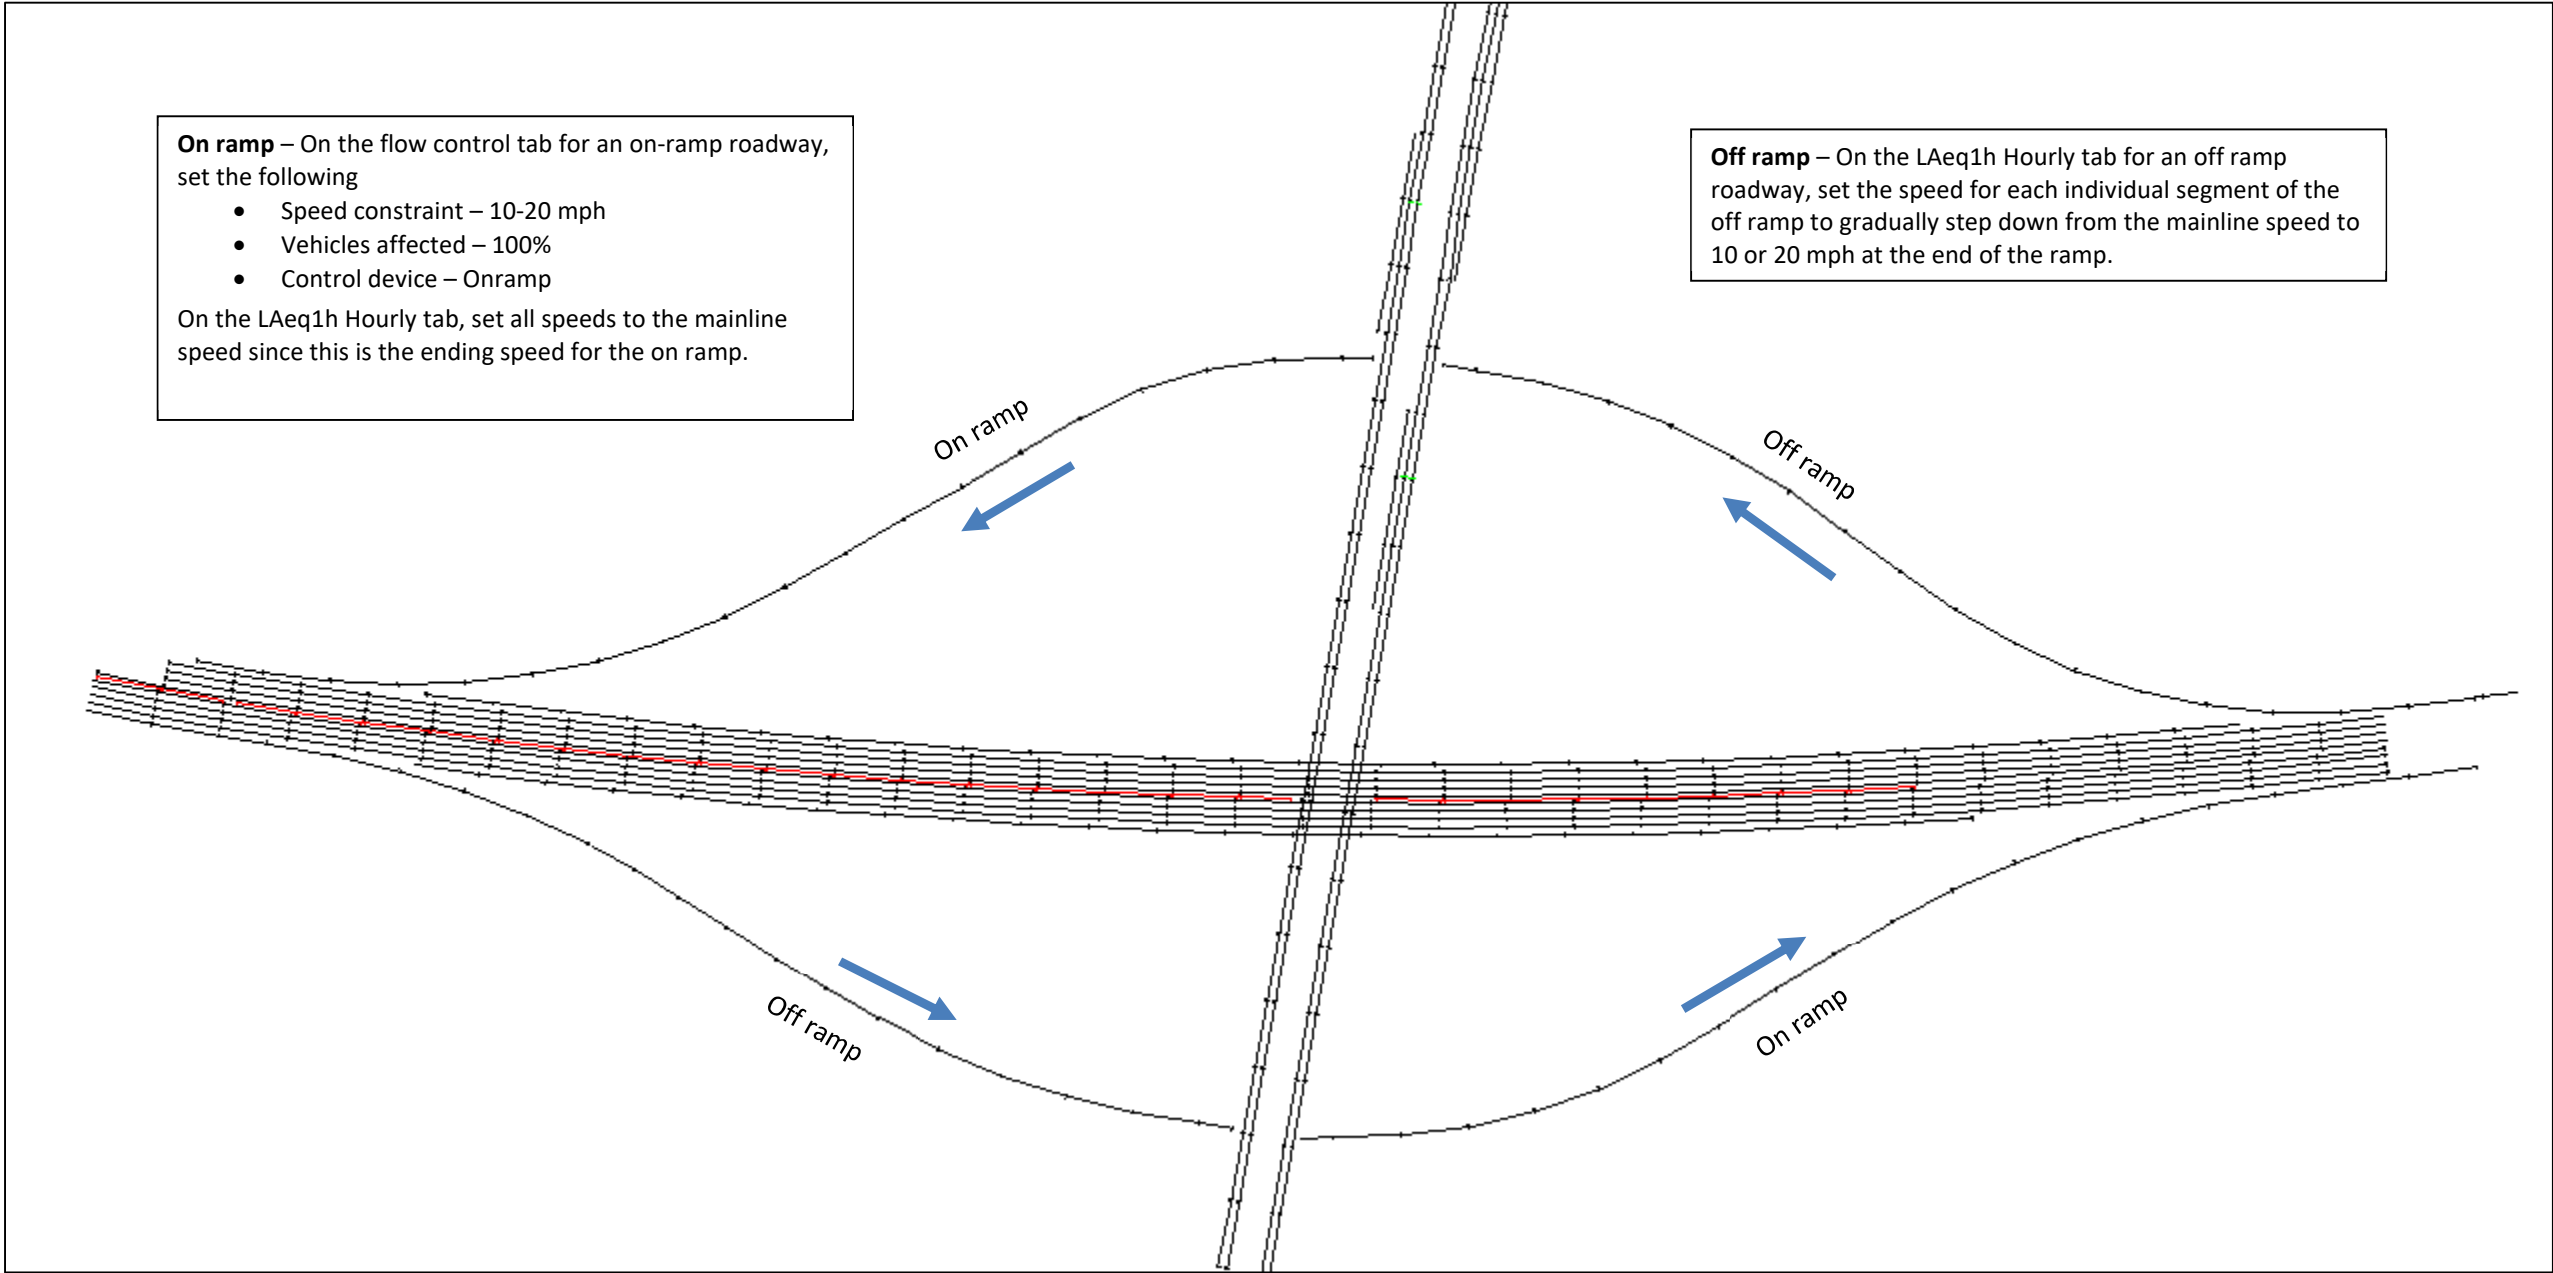 On ramp – On the flow control tab for an on-ramp roadway,
set the following
• Speed constraint – 10-20 mph
• Vehicles affected – 100%
• Control device – Onramp
On the LAeq1h Hourly tab, set all speeds to the mainline
speed since this is the ending speed for the on ramp.
Off ramp – On the LAeq1h Hourly tab for an off ramp
roadway, set the speed for each individual segment of the
off ramp to gradually step down from the mainline speed to
10 or 20 mph at the end of the ramp.
On ramp
Off ramp
Off ramp
On ramp